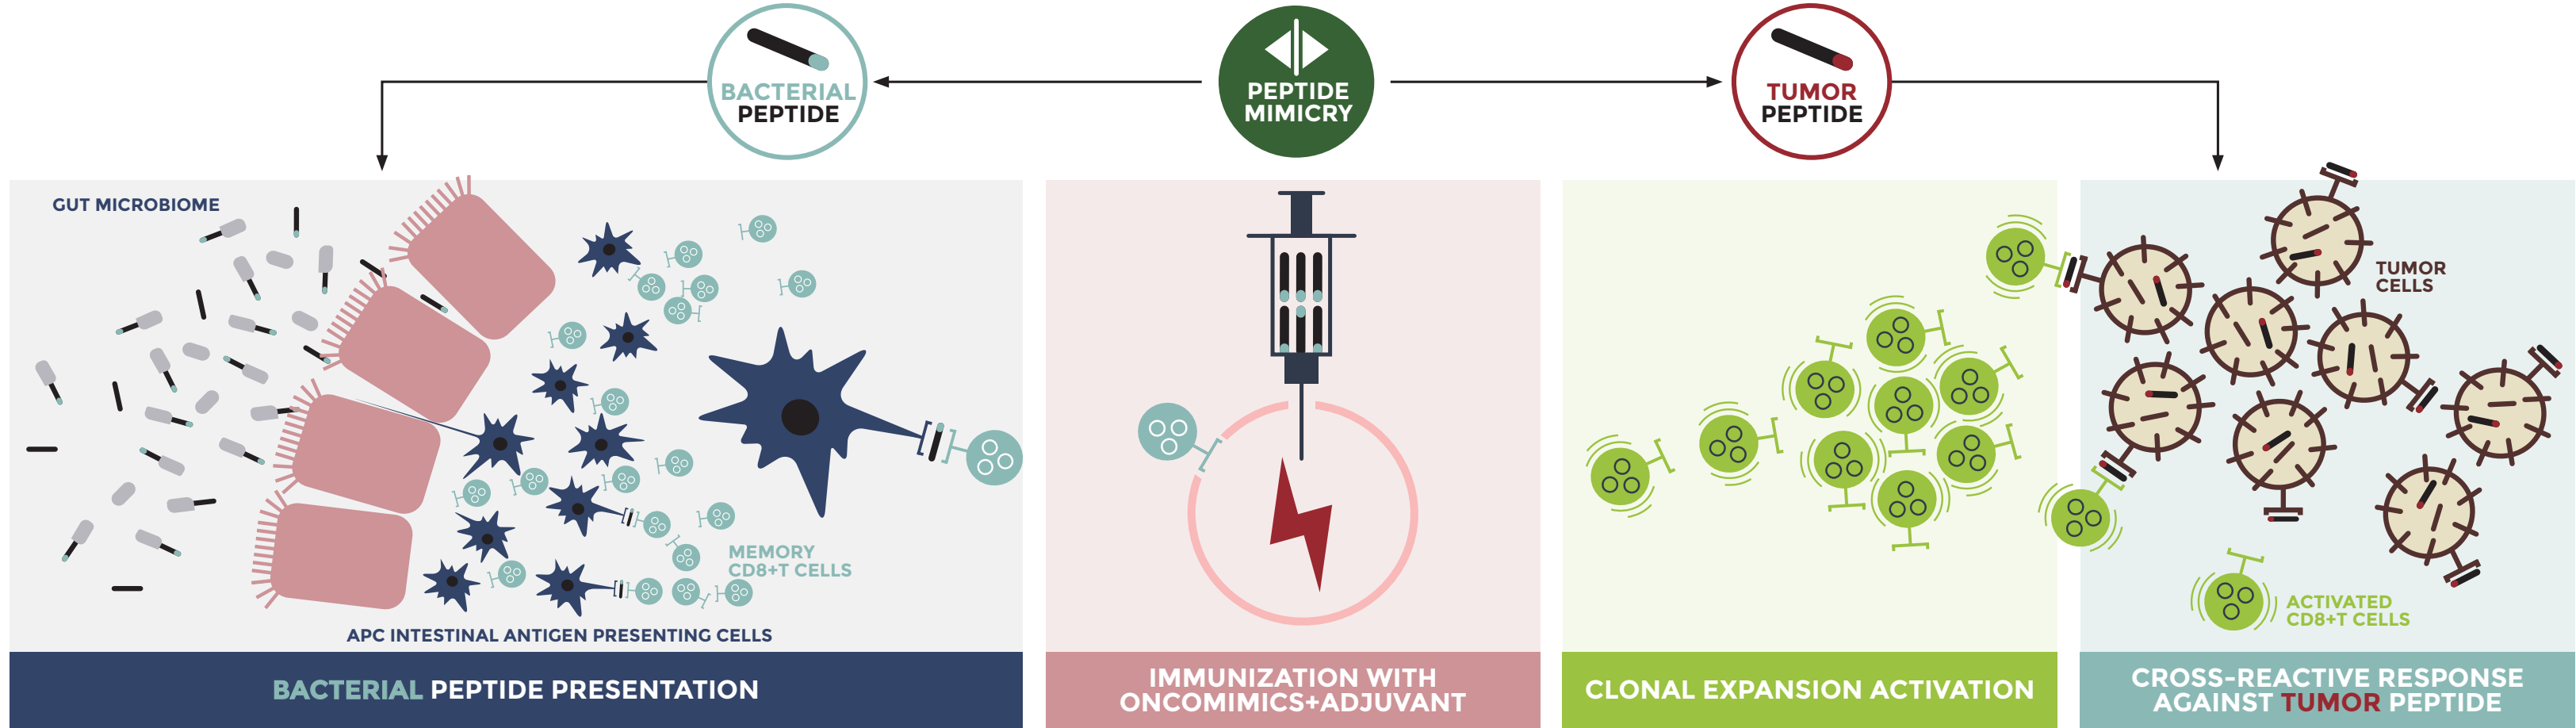 BACTERIAL
PEPTIDE
PEPTIDE
MIMICRY
TUMOR
PEPTIDE
GUT MICROBIOME
MEMORY
CD8+T CELLS
APC INTESTINAL ANTIGEN PRESENTING CELLS
BACTERIAL PEPTIDE PRESENTATION
IMMUNIZATION WITH
ONCOMIMICS+ADJUVANT
CLONAL EXPANSION ACTIVATION
TUMOR
CELLS
ACTIVATED
CD8+T CELLS
CROSS-REACTIVE RESPONSE
AGAINST TUMOR PEPTIDE